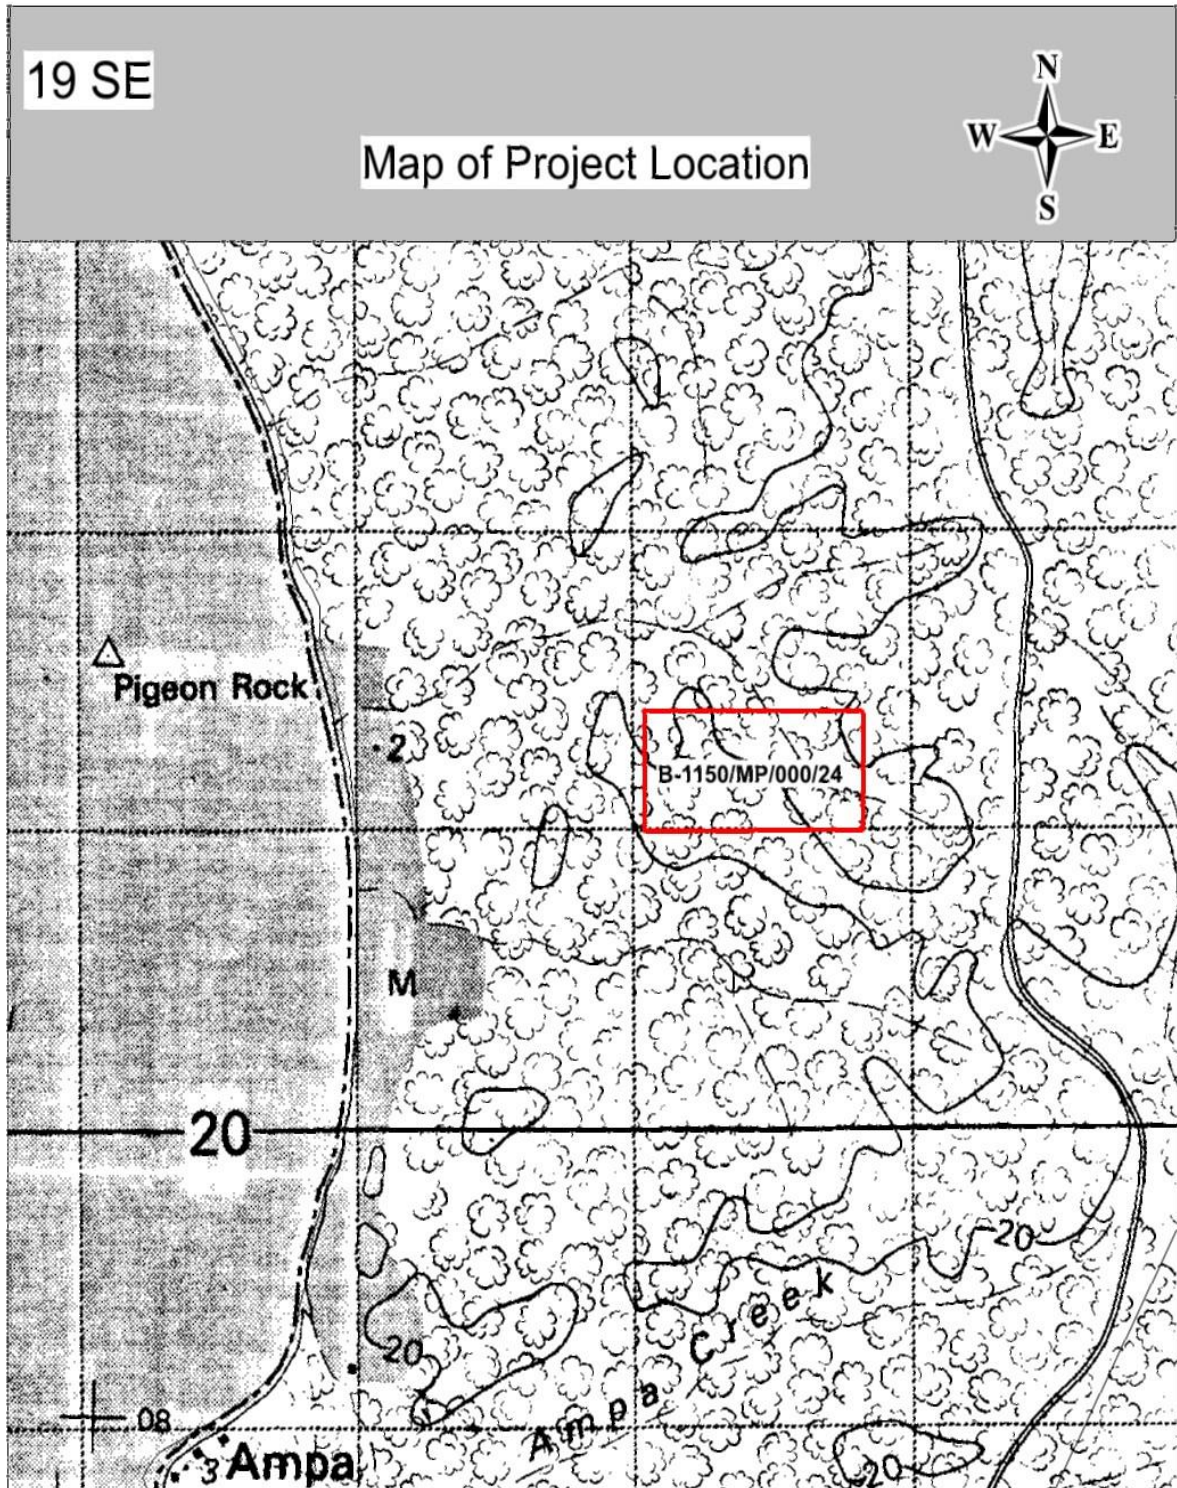 19 SE
N
W E
S
Map of Project Location
Pigeon Rock
2
B-1150/MP/000/24
M
20
20
20
Ampa Creek
08
3 Ampa
20